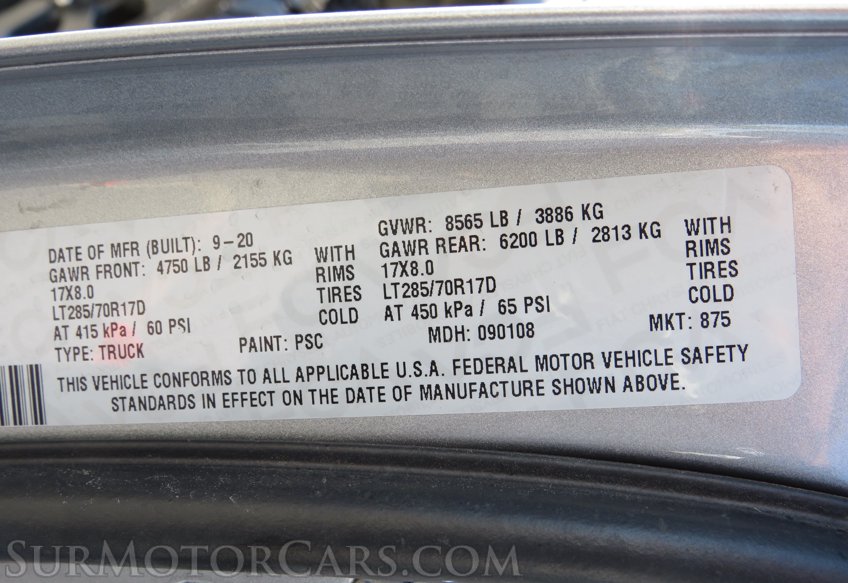 DATE OF MFR (BUILT): 9-20 GVWR: 8565 LB / 3886 KG
GAWR FRONT: 4750 LB / 2155 KG WITH GAWR REAR: 6200 LB / 2813 KG WITH
17X8.0 RIMS 17X8.0 RIMS
LT285/70R17D TIRES LT285/70R17D TIRES
AT 415 kPa / 60 PSI COLD AT 450 kPa / 65 PSI COLD
TYPE: TRUCK PAINT: PSC MDH: 090108 MKT: 875
THIS VEHICLE CONFORMS TO ALL APPLICABLE U.S.A. FEDERAL MOTOR VEHICLE SAFETY
STANDARDS IN EFFECT ON THE DATE OF MANUFACTURE SHOWN ABOVE.
SURMOTORCARS.COM